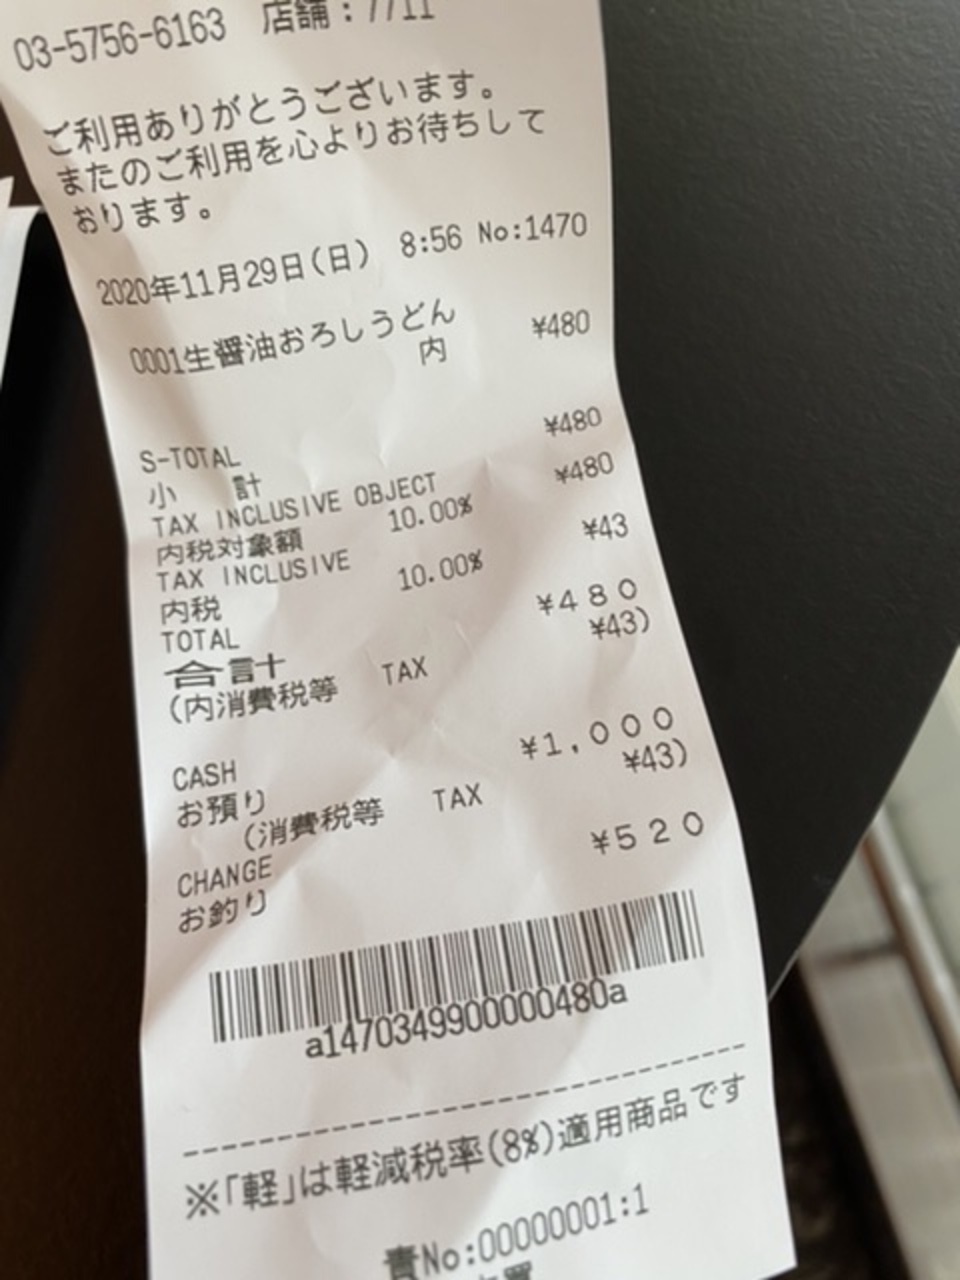 03-5756-6163 店舗:7711
ご利用ありがとうございます。
またのご利用を心よりお待ちして
おります。
2020年11月29日(日) 8:56 No:1470
0001生醤油おろしうどん ¥480
内
S-TOTAL ¥480
小 計
TAX INCLUSIVE OBJECT ¥480
内税対象額 10.00%
TAX INCLUSIVE ¥43
内税 10.00%
TOTAL ¥480
合計
(内消費税等 TAX ¥43)
CASH ¥1,000
お預り
(消費税等 TAX ¥43)
CHANGE ¥520
お釣り
a1470349900000480a
※「軽」は軽減税率(8%)適用商品です
責No:00000001:1